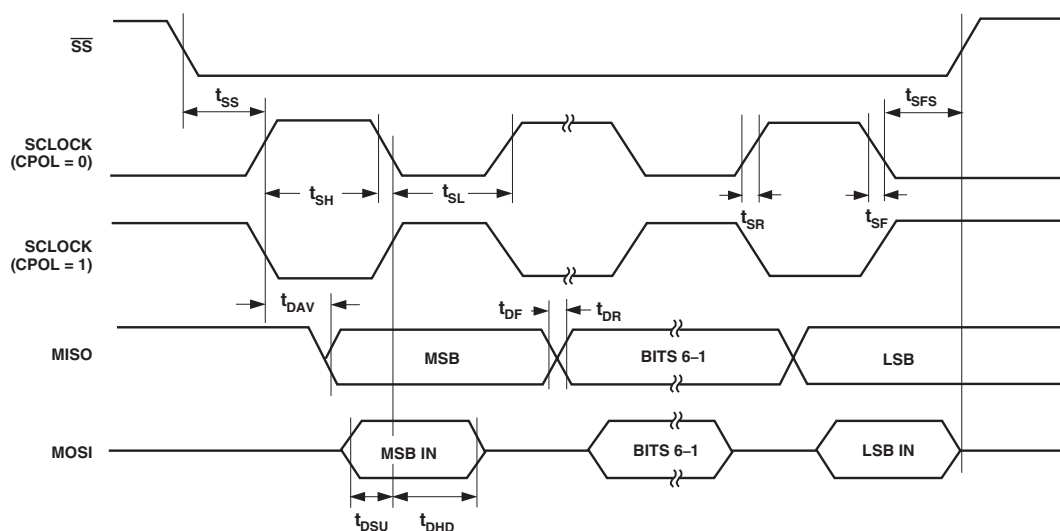 SS
tSS
tSFS
SCLOCK
(CPOL = 0)
tSH
tSL
tSR
tSF
SCLOCK
(CPOL = 1)
tDAV
tDF
tDR
MISO
MSB
BITS 6–1
LSB
MOSI
MSB IN
BITS 6–1
LSB IN
tDSU
tDHD